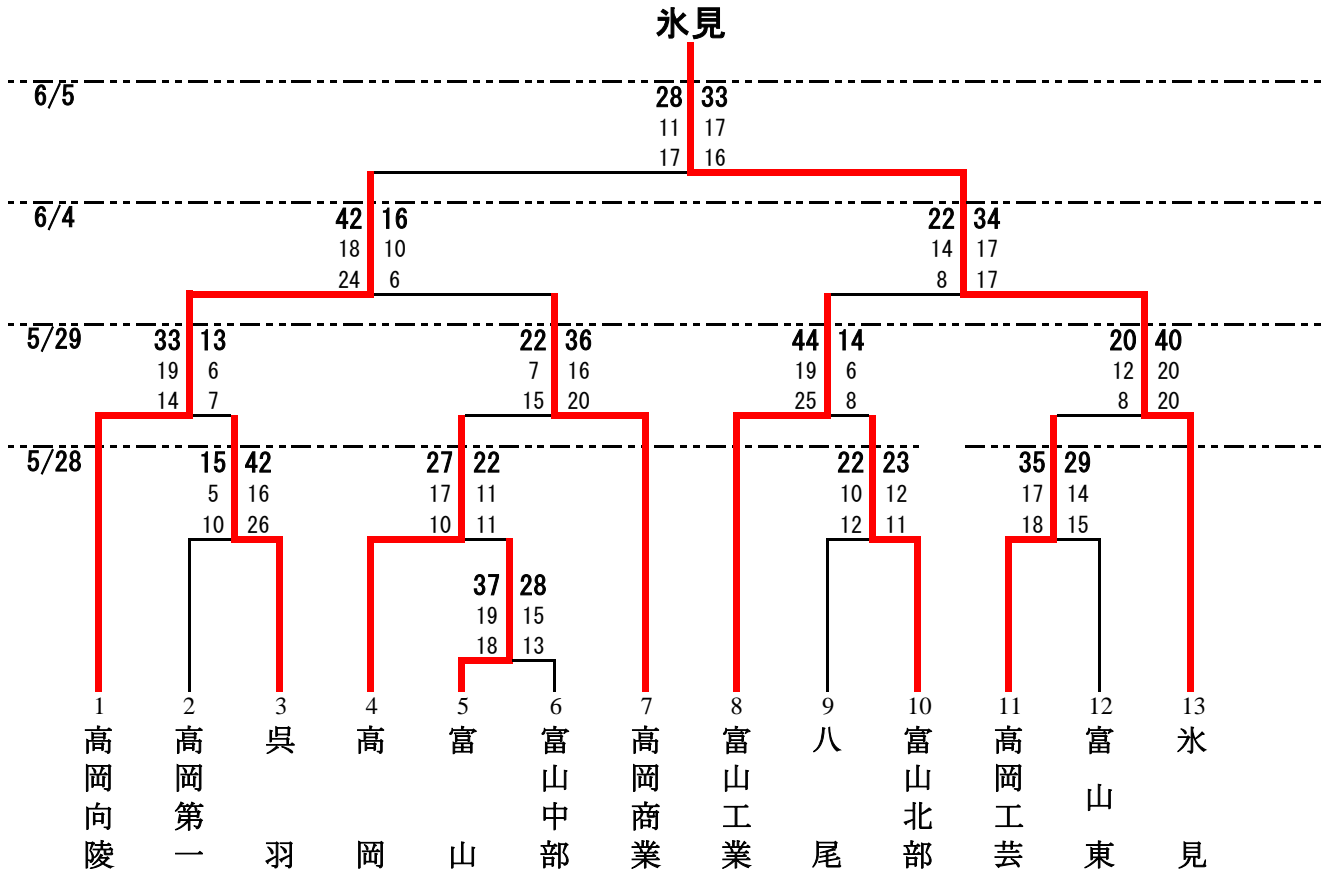 氷見
6/5
28 33
11 17
17 16
6/4
42 16 22 34
18 10 14 17
24 6 8 17
5/29
33 13 22 36 44 14 20 40
19 6 7 16 19 6 12 20
14 7 15 20 25 8 8 20
5/28
15 42 27 22 22 23 35 29
5 16 17 11 10 12 17 14
10 26 10 11 12 11 18 15
37 28
19 15
18 13
1 2 3 4 5 6 7 8 9 10 11 12 13
高岡向陵
高岡第一
呉羽
高岡
富山
富山中部
高岡商業
富山工業
八尾
富山北部
高岡工芸
富山東
氷見